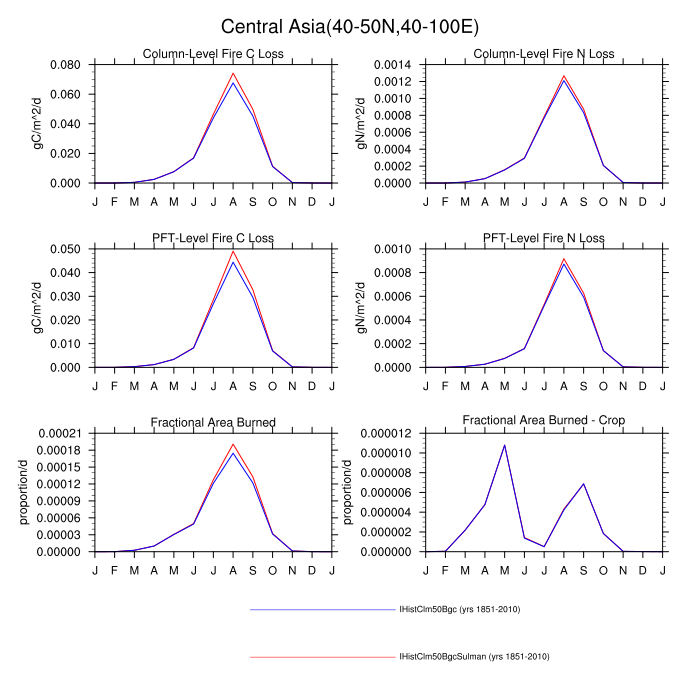 Central Asia(40-50N,40-100E)
Column-Level Fire C Loss
gC/m^2/d
0.080
0.060
0.040
0.020
0.000
J F M A M J J A S O N D J
Column-Level Fire N Loss
gN/m^2/d
0.0014
0.0012
0.0010
0.0008
0.0006
0.0004
0.0002
0.0000
J F M A M J J A S O N D J
PFT-Level Fire C Loss
gC/m^2/d
0.050
0.040
0.030
0.020
0.010
0.000
J F M A M J J A S O N D J
PFT-Level Fire N Loss
gN/m^2/d
0.0010
0.0008
0.0006
0.0004
0.0002
0.0000
J F M A M J J A S O N D J
Fractional Area Burned
proportion/d
0.00021
0.00018
0.00015
0.00012
0.00009
0.00006
0.00003
0.00000
J F M A M J J A S O N D J
Fractional Area Burned - Crop
proportion/d
0.000012
0.000010
0.000008
0.000006
0.000004
0.000002
0.000000
J F M A M J J A S O N D J
IHistClm50Bgc (yrs 1851-2010)
IHistClm50BgcSulman (yrs 1851-2010)